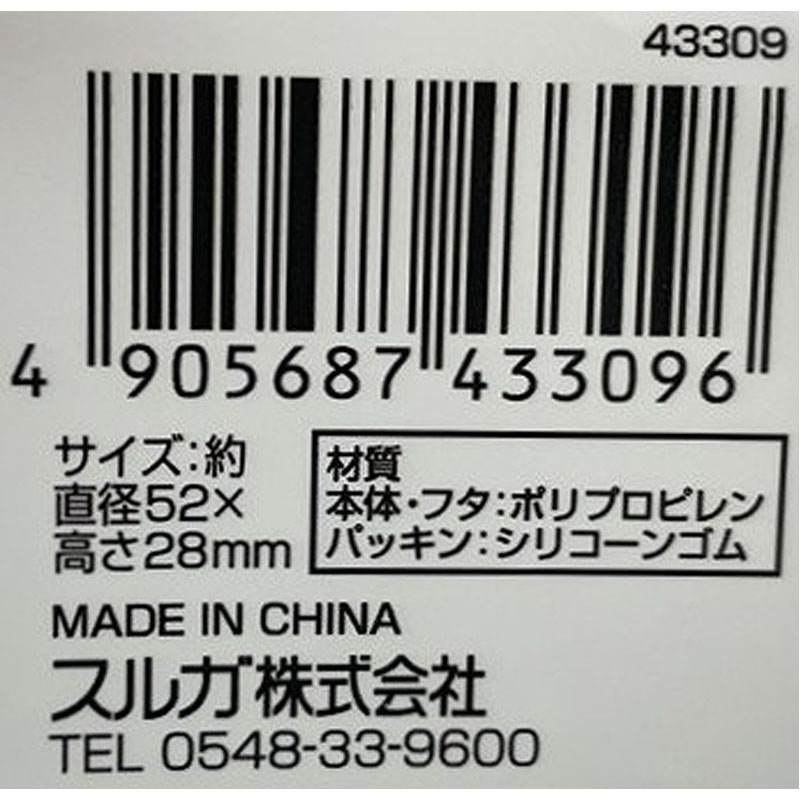 43309
4 905687 433096
サイズ:約
直径52×
高さ28mm
材質
本体・フタ:ポリプロピレン
パッキン:シリコーンゴム
MADE IN CHINA
スルガ株式会社
TEL 0548-33-9600